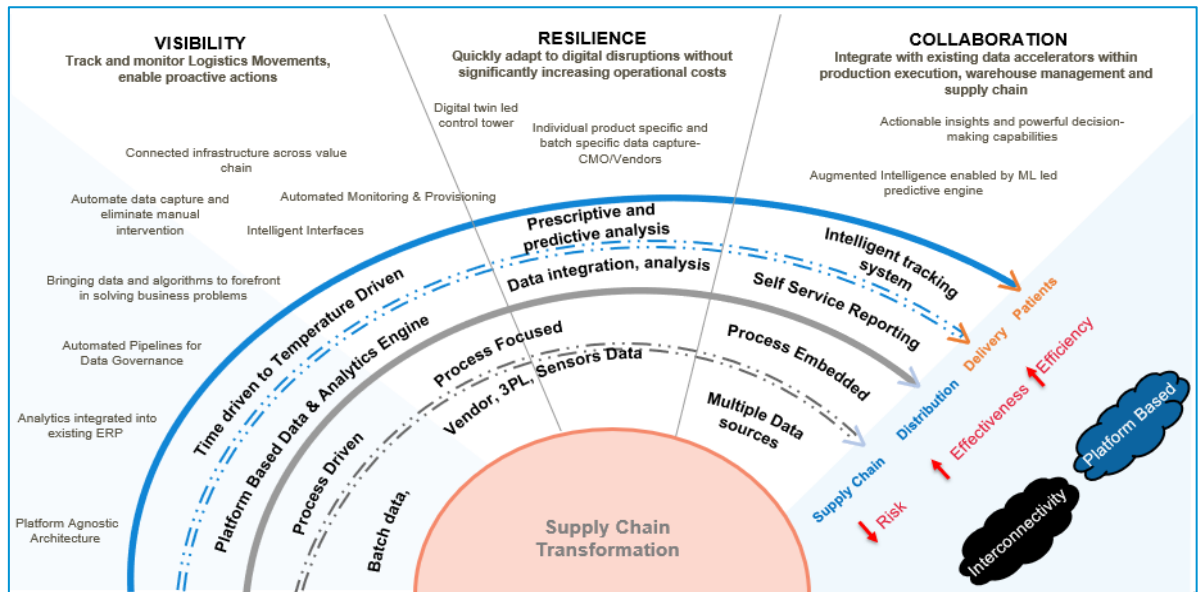 VISIBILITY
Track and monitor Logistics Movements,
enable proactive actions
RESILIENCE
Quickly adapt to digital disruptions without
significantly increasing operational costs
COLLABORATION
Integrate with existing data accelerators within
production execution, warehouse management and
supply chain
Digital twin led
control tower
Individual product specific and
batch specific data capture-
CMO/Vendors
Actionable insights and powerful decision-
making capabilities
Augmented Intelligence enabled by ML led
predictive engine
Connected infrastructure across value
chain
Automate data capture and
eliminate manual
intervention
Automated Monitoring & Provisioning
Intelligent Interfaces
Bringing data and algorithms to forefront
in solving business problems
Automated Pipelines for
Data Governance
Analytics integrated into
existing ERP
Platform Agnostic
Architecture
Time driven to Temperature Driven
Prescriptive and
predictive analysis
Intelligent tracking
system
Patients
Platform Based Data & Analytics Engine
Data integration, analysis
Self Service Reporting
Delivery
Process Driven
Process Focused
Process Embedded
Distribution
Batch data,
Vendor, 3PL, Sensors Data
Multiple Data
sources
Supply Chain
Risk
Effectiveness
Efficiency
Interconnectivity
Platform Based
Supply Chain
Transformation